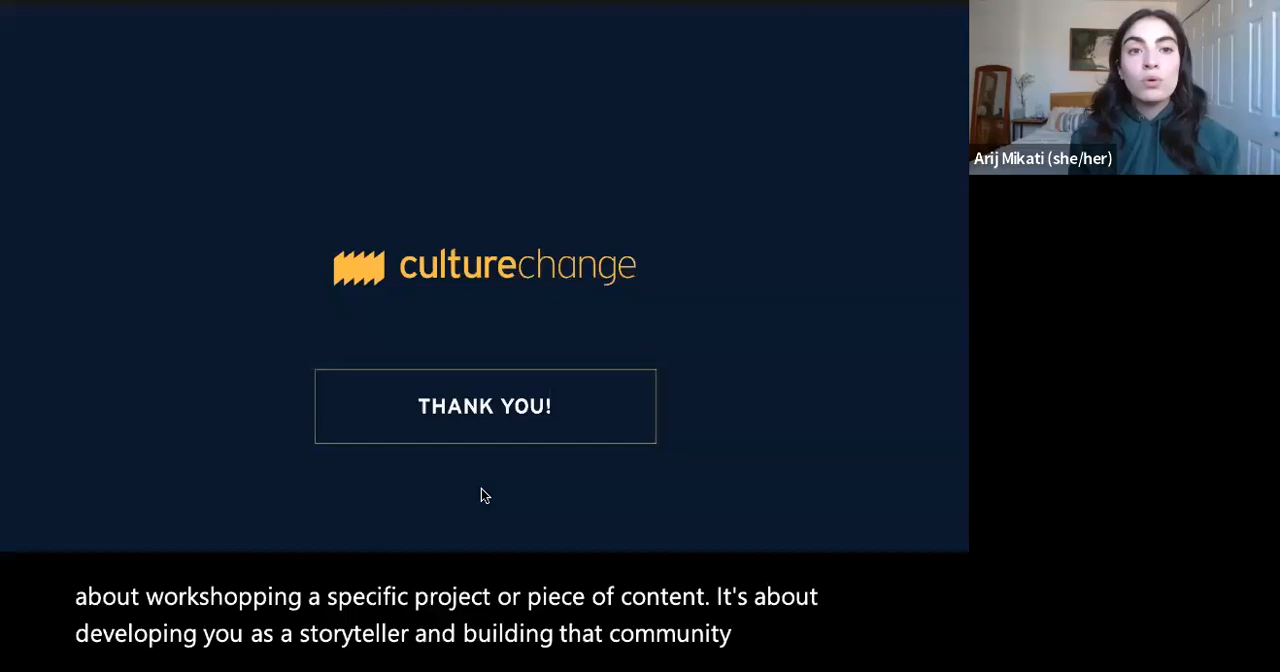 culturechange
THANK YOU!
Arij Mikati (she/her)
about workshopping a specific project or piece of content. It's about
developing you as a storyteller and building that community